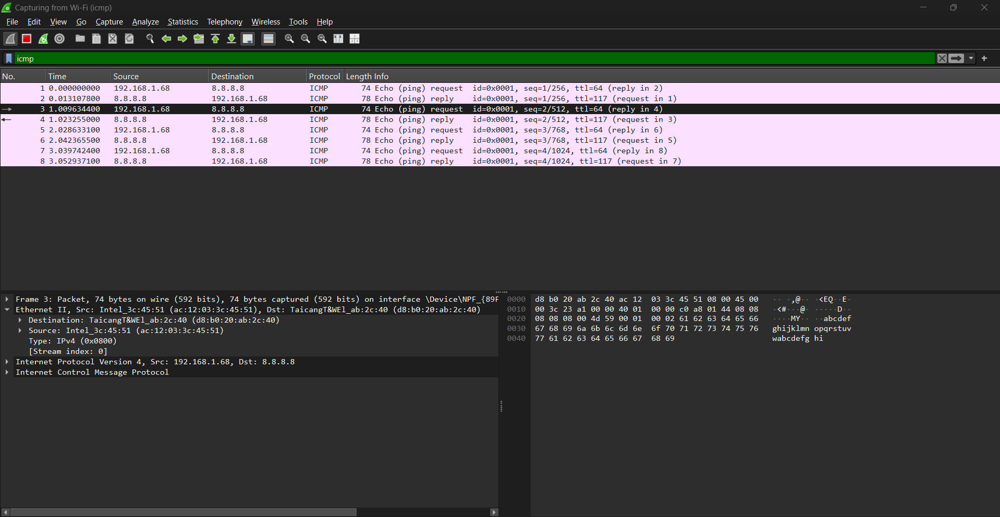 Capturing from Wi-Fi (icmp)
File Edit View Go Capture Analyze Statistics Telephony Wireless Tools Help
icmp
No. Time Source Destination Protocol Length Info
1 0.000000000 192.168.1.68 8.8.8.8 ICMP 74 Echo (ping) request id=0x0001, seq=1/256, ttl=64 (reply in 2)
2 0.013107800 8.8.8.8 192.168.1.68 ICMP 78 Echo (ping) reply id=0x0001, seq=1/256, ttl=117 (request in 1)
3 1.009634400 192.168.1.68 8.8.8.8 ICMP 74 Echo (ping) request id=0x0001, seq=2/512, ttl=64 (reply in 4)
4 1.023255000 8.8.8.8 192.168.1.68 ICMP 78 Echo (ping) reply id=0x0001, seq=2/512, ttl=117 (request in 3)
5 2.028633100 192.168.1.68 8.8.8.8 ICMP 74 Echo (ping) request id=0x0001, seq=3/768, ttl=64 (reply in 6)
6 2.042365500 8.8.8.8 192.168.1.68 ICMP 78 Echo (ping) reply id=0x0001, seq=3/768, ttl=117 (request in 5)
7 3.039742400 192.168.1.68 8.8.8.8 ICMP 74 Echo (ping) request id=0x0001, seq=4/1024, ttl=64 (reply in 8)
8 3.052937100 8.8.8.8 192.168.1.68 ICMP 78 Echo (ping) reply id=0x0001, seq=4/1024, ttl=117 (request in 7)
Frame 3: Packet, 74 bytes on wire (592 bits), 74 bytes captured (592 bits) on interface \Device\NPF_{89F
Ethernet II, Src: Intel_3c:45:51 (ac:12:03:3c:45:51), Dst: TaicangT&WEl_ab:2c:40 (d8:b0:20:ab:2c:40)
Destination: TaicangT&WEl_ab:2c:40 (d8:b0:20:ab:2c:40)
Source: Intel_3c:45:51 (ac:12:03:3c:45:51)
Type: IPv4 (0x0800)
[Stream index: 0]
Internet Protocol Version 4, Src: 192.168.1.68, Dst: 8.8.8.8
Internet Control Message Protocol
0000 d8 b0 20 ab 2c 40 ac 12 03 3c 45 51 08 00 45 00 ·· ·,@·· ·<EQ··E·
0010 00 3c 23 a1 00 00 40 01 00 00 c0 a8 01 44 08 08 ·<#···@· ·····D··
0020 08 08 08 00 4d 59 00 01 00 02 61 62 63 64 65 66 ····MY·· ··abcdef
0030 67 68 69 6a 6b 6c 6d 6e 6f 70 71 72 73 74 75 76 ghijklmn opqrstuv
0040 77 61 62 63 64 65 66 67 68 69 wabcdefg hi